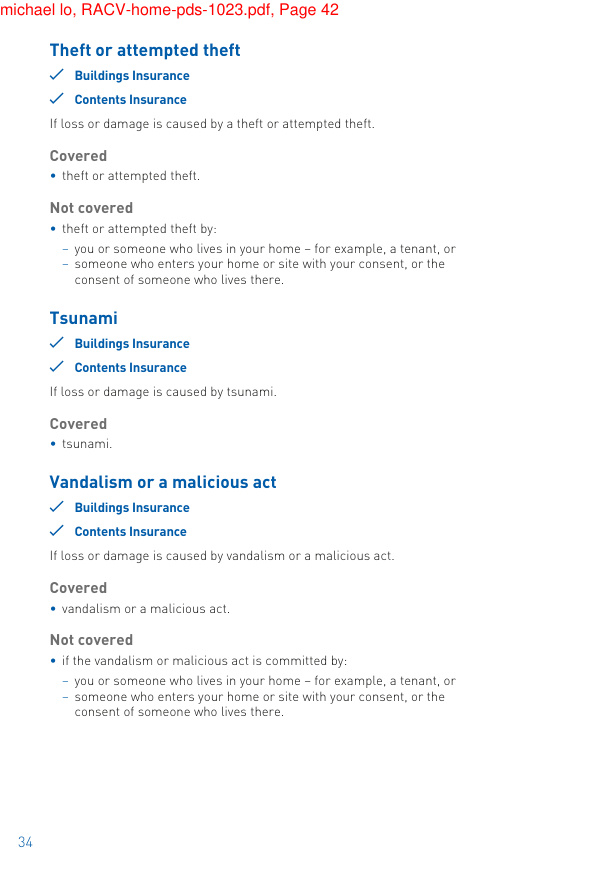 michael lo, RACV-home-pds-1023.pdf, Page 42
Theft or attempted theft
✓ Buildings Insurance
✓ Contents Insurance
If loss or damage is caused by a theft or attempted theft.
Covered
• theft or attempted theft.
Not covered
• theft or attempted theft by:
– you or someone who lives in your home – for example, a tenant, or
– someone who enters your home or site with your consent, or the
consent of someone who lives there.
Tsunami
✓ Buildings Insurance
✓ Contents Insurance
If loss or damage is caused by tsunami.
Covered
• tsunami.
Vandalism or a malicious act
✓ Buildings Insurance
✓ Contents Insurance
If loss or damage is caused by vandalism or a malicious act.
Covered
• vandalism or a malicious act.
Not covered
• if the vandalism or malicious act is committed by:
– you or someone who lives in your home – for example, a tenant, or
– someone who enters your home or site with your consent, or the
consent of someone who lives there.
34